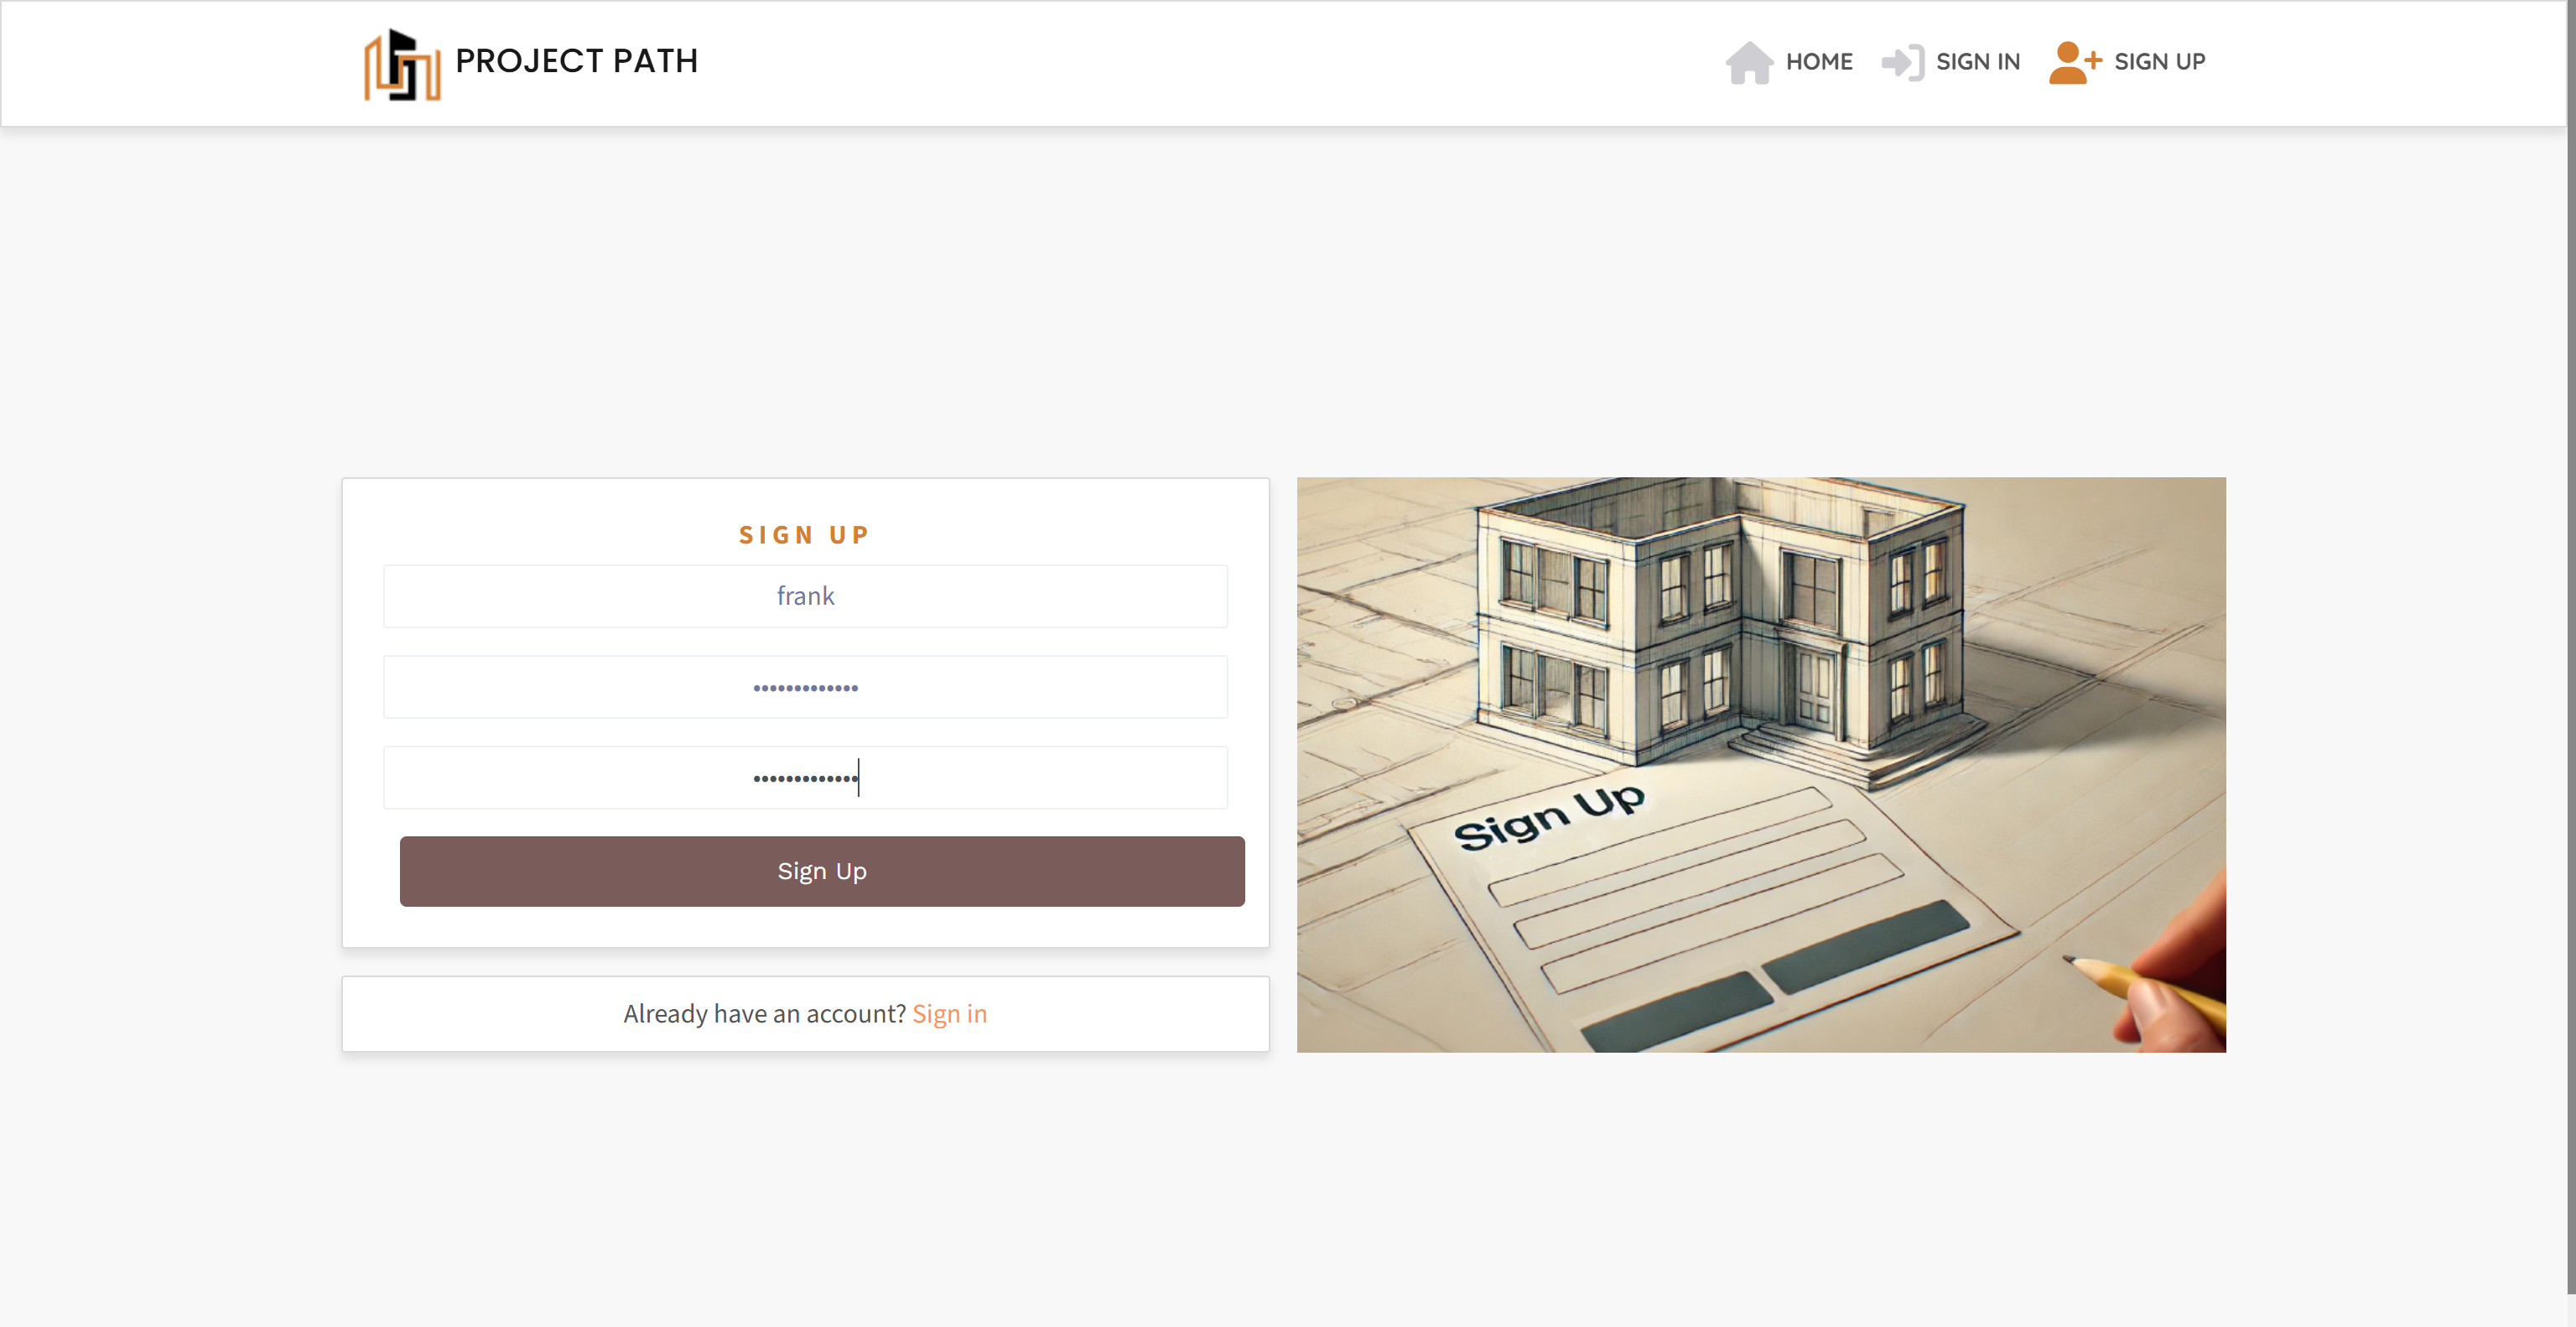 PROJECT PATH
HOME
SIGN IN
SIGN UP
SIGN UP
frank
•••••••••••••
•••••••••••••
Sign Up
Already have an account? Sign in
Sign Up